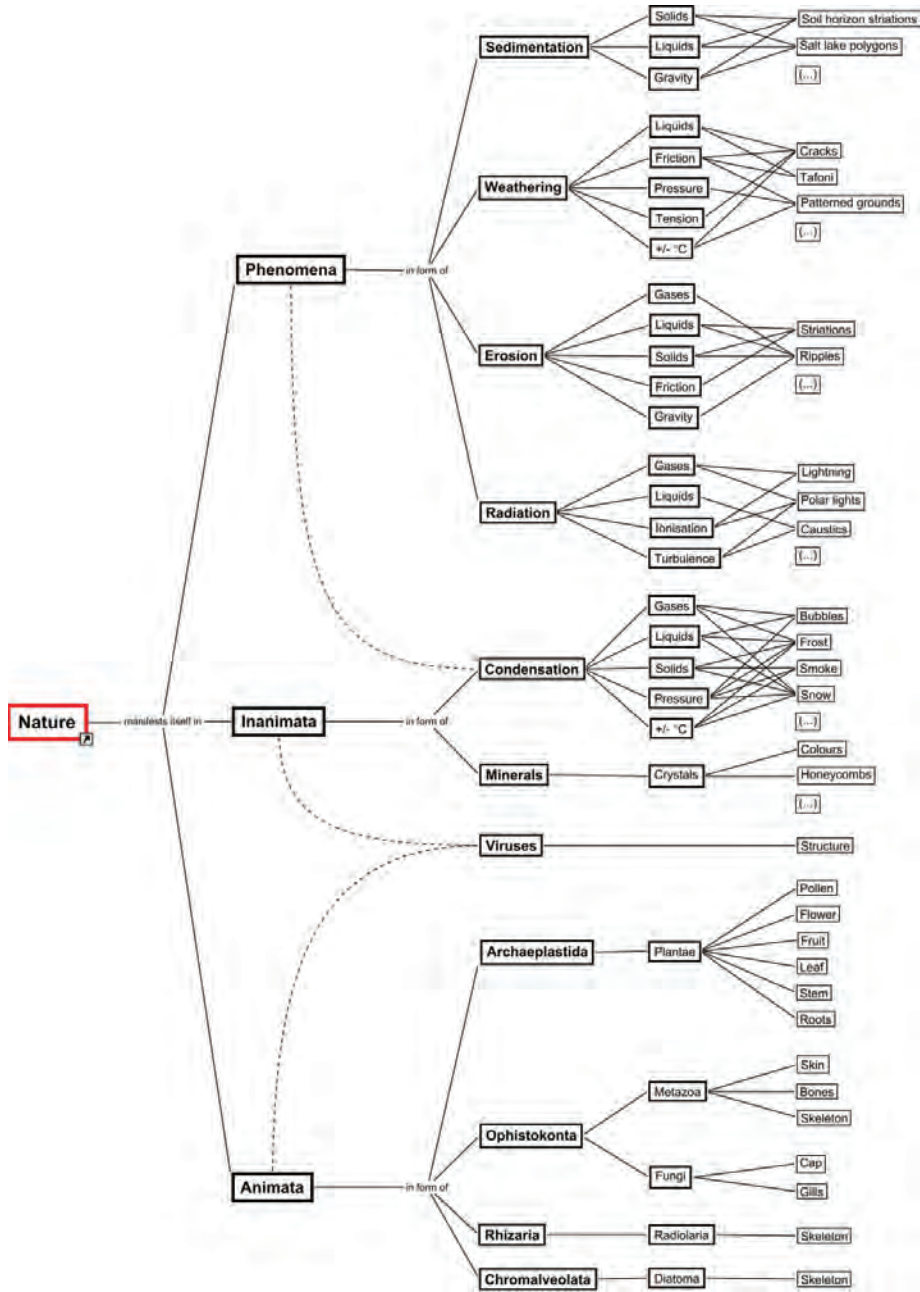 Nature
manifests itself in
Phenomena
in form of
Sedimentation
Solids
Liquids
Gravity
Soil horizon striations
Salt lake polygons
(...)
Weathering
Liquids
Friction
Pressure
Tension
+/- °C
Cracks
Tafoni
Patterned grounds
(...)
Erosion
Gases
Liquids
Solids
Friction
Gravity
Striations
Ripples
(...)
Radiation
Gases
Liquids
Ionisation
Turbulence
Lightning
Polar lights
Caustics
(...)
Inanimata
in form of
Condensation
Gases
Liquids
Solids
Pressure
+/- °C
Bubbles
Frost
Smoke
Snow
(...)
Minerals
Crystals
Colours
Honeycombs
(...)
Viruses
Structure
Animata
in form of
Archaeplastida
Plantae
Pollen
Flower
Fruit
Leaf
Stem
Roots
Ophistokonta
Metazoa
Skin
Bones
Skeleton
Fungi
Cap
Gills
Rhizaria
Radiolaria
Skeleton
Chromalveolata
Diatoma
Skeleton